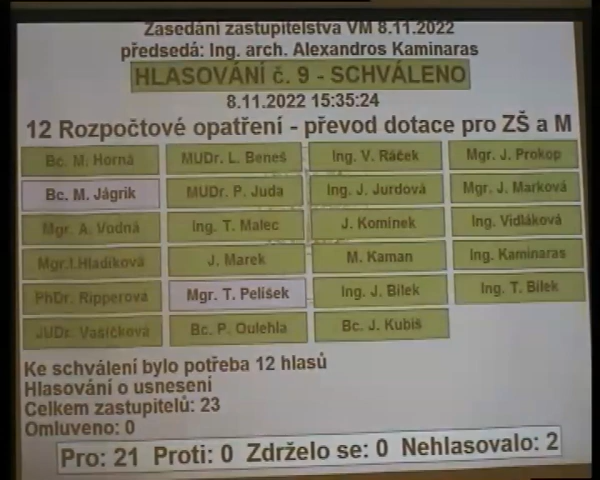 Zasedání zastupitelstva VM 8.11.2022
předsedá: Ing. arch. Alexandros Kaminaras
HLASOVÁNÍ č. 9 - SCHVÁLENO
8.11.2022 15:35:24
12 Rozpočtové opatření - převod dotace pro ZŠ a M
Bc. M. Horná MUDr. L. Beneš Ing. V. Ráček Mgr. J. Prokop
Bc. M. Jágrik MUDr. P. Juda Ing. J. Jurdová Mgr. J. Marková
Mgr. A. Vodná Ing. T. Malec J. Komínek Ing. Vidláková
Mgr.I.Hladíková J. Marek M. Kaman Ing. Kaminaras
PhDr. Ripperová Mgr. T. Pelíšek Ing. J. Bílek Ing. T. Bílek
JUDr. Vašíčková Bc. P. Oulehla Bc. J. Kubiš
Ke schválení bylo potřeba 12 hlasů
Hlasování o usnesení
Celkem zastupitelů: 23
Omluveno: 0
Pro: 21 Proti: 0 Zdrželo se: 0 Nehlasovalo: 2